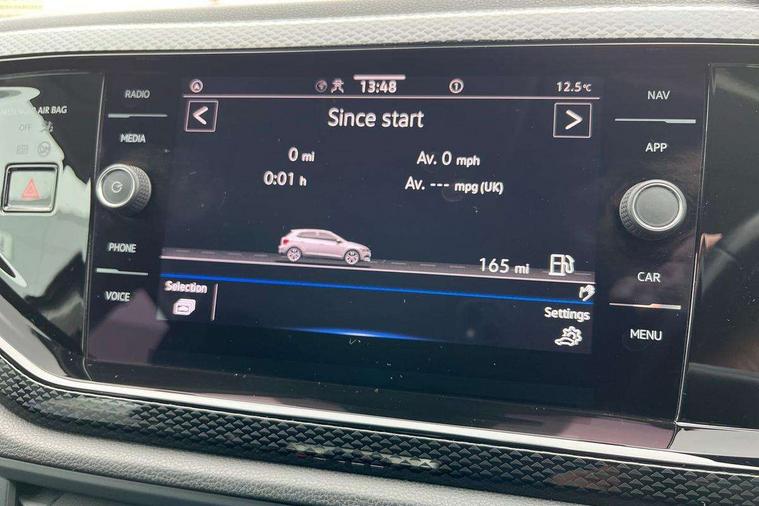 RADIO
MEDIA
PHONE
VOICE
AIR BAG
OFF
13:48
12.5°C
Since start
0 mi
Av. 0 mph
0:01 h
Av. --- mpg (UK)
165 mi
Selection
Settings
NAV
APP
CAR
MENU